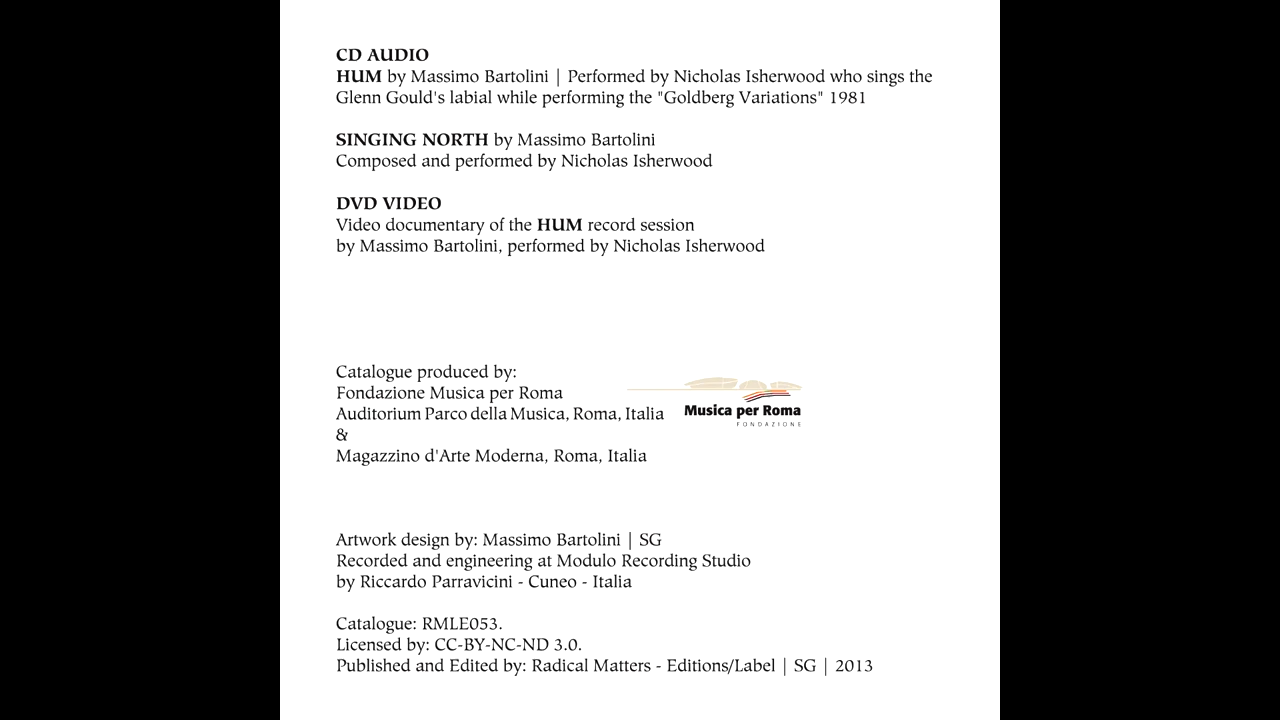 CD AUDIO
HUM by Massimo Bartolini | Performed by Nicholas Isherwood who sings the
Glenn Gould's labial while performing the "Goldberg Variations" 1981
SINGING NORTH by Massimo Bartolini
Composed and performed by Nicholas Isherwood
DVD VIDEO
Video documentary of the HUM record session
by Massimo Bartolini, performed by Nicholas Isherwood
Catalogue produced by:
Fondazione Musica per Roma
Auditorium Parco della Musica, Roma, Italia
&
Magazzino d'Arte Moderna, Roma, Italia
Musica per Roma
FONDAZIONE
Artwork design by: Massimo Bartolini | SG
Recorded and engineering at Modulo Recording Studio
by Riccardo Parravicini - Cuneo - Italia
Catalogue: RMLE053.
Licensed by: CC-BY-NC-ND 3.0.
Published and Edited by: Radical Matters - Editions/Label | SG | 2013